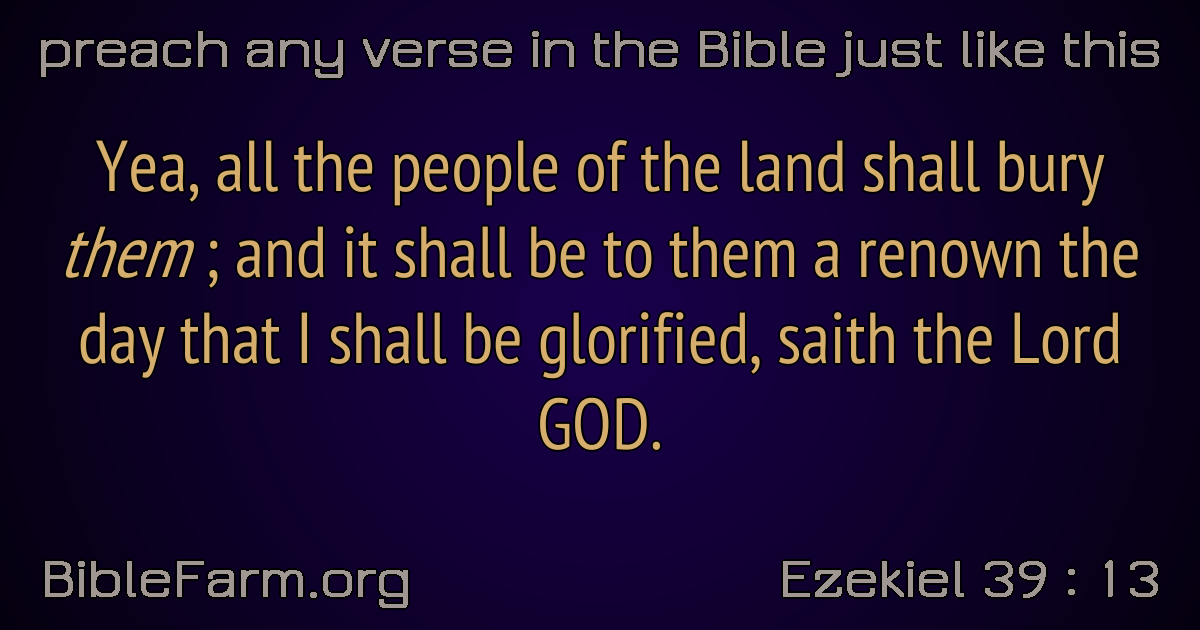 preach any verse in the Bible just like this
Yea, all the people of the land shall bury
them ; and it shall be to them a renown the
day that I shall be glorified, saith the Lord
GOD.
BibleFarm.org
Ezekiel 39 : 13